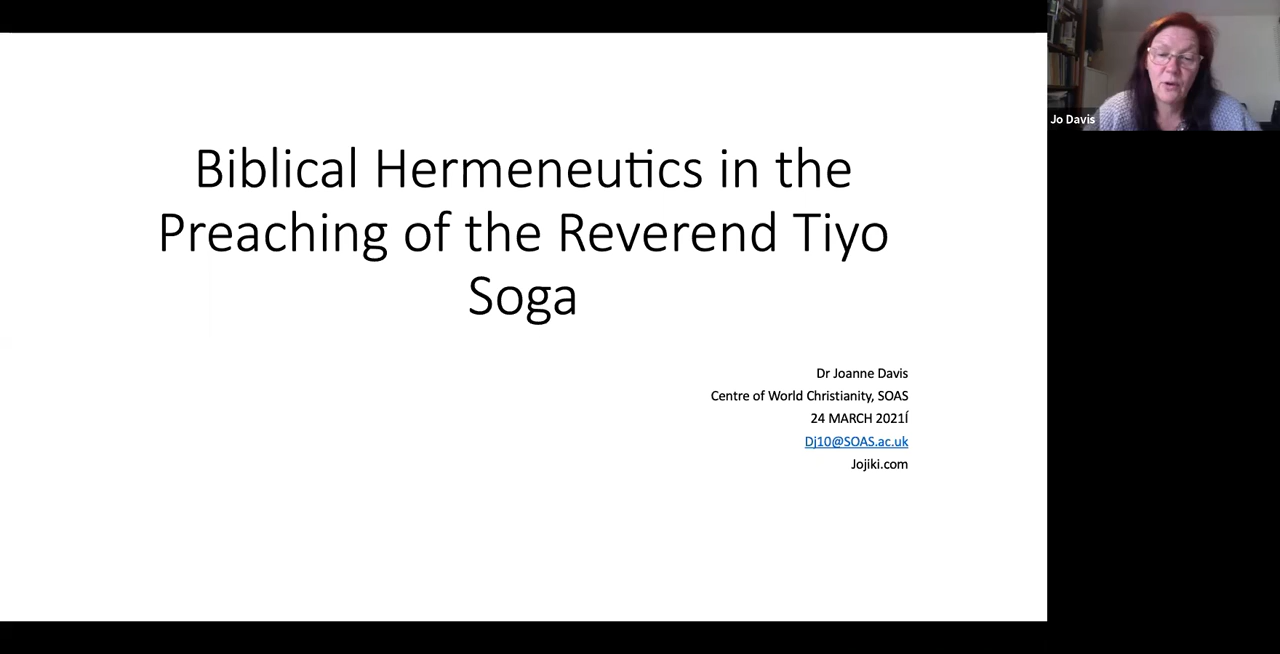 Biblical Hermeneutics in the
Preaching of the Reverend Tiyo
Soga
Dr Joanne Davis
Centre of World Christianity, SOAS
24 MARCH 2021Í
Dj10@SOAS.ac.uk
Jojiki.com
Jo Davis